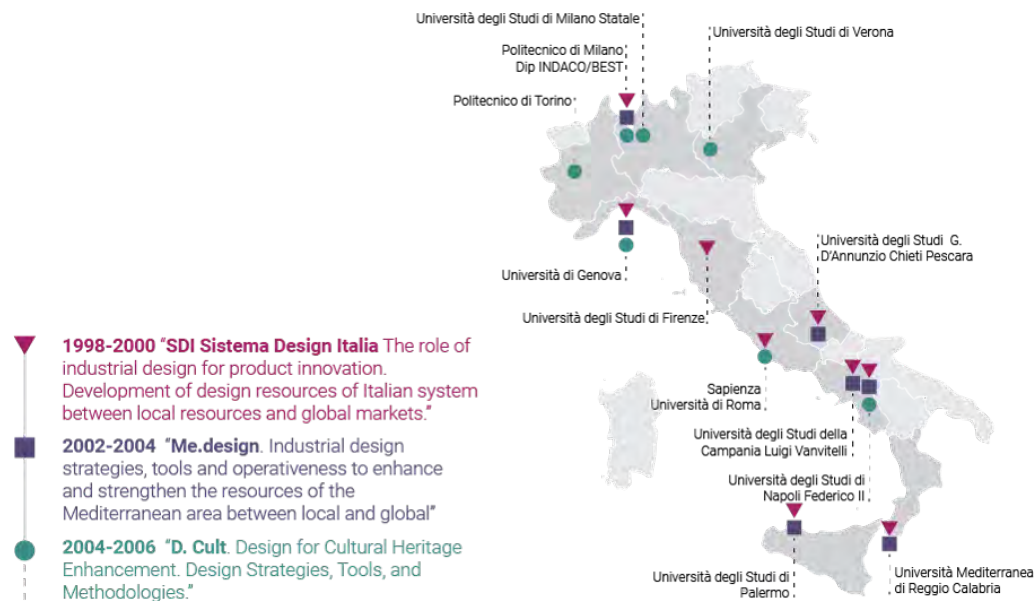 Università degli Studi di Milano Statale
Università degli Studi di Verona
Politecnico di Milano
Dip INDACO/BEST
Politecnico di Torino
Università degli Studi G.
D'Annunzio Chieti Pescara
Università di Genova
Università degli Studi di Firenze
Sapienza
Università di Roma
Università degli Studi della
Campania Luigi Vanvitelli
Università degli Studi di
Napoli Federico II
Università degli Studi di
Palermo
Università Mediterranea
di Reggio Calabria
1998-2000 “SDI Sistema Design Italia The role of
industrial design for product innovation.
Development of design resources of Italian system
between local resources and global markets.”
2002-2004 “Me.design. Industrial design
strategies, tools and operativeness to enhance
and strengthen the resources of the
Mediterranean area between local and global”
2004-2006 “D. Cult. Design for Cultural Heritage
Enhancement. Design Strategies, Tools, and
Methodologies.”